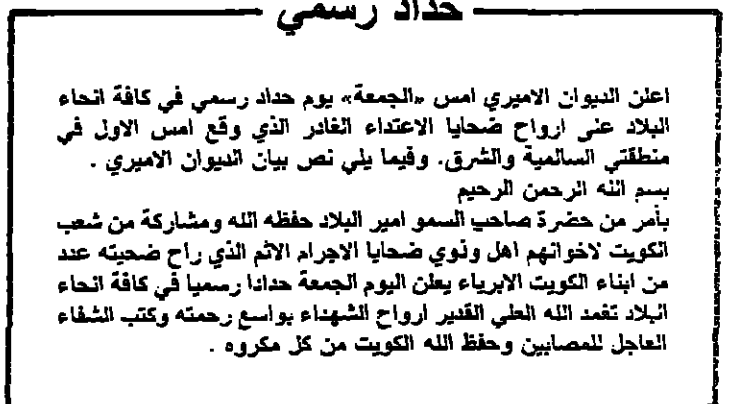 حداد رسمي
اعلن الديوان الاميري امس «الجمعة» يوم حداد رسمي في كافة انحاء
البلاد على ارواح ضحايا الاعتداء الغادر الذي وقع امس الاول في
منطقتي السالمية والشرق. وفيما يلي نص بيان الديوان الاميري .
بسم الله الرحمن الرحيم
بأمر من حضرة صاحب السمو امير البلاد حفظه الله ومشاركة من شعب
الكويت لاخوانهم اهل وذوي ضحايا الاجرام الاثم الذي راح ضحيته عدد
من ابناء الكويت الابرياء يعلن اليوم الجمعة حدادا رسميا في كافة انحاء
البلاد تغمد الله العلي القدير ارواح الشهداء بواسع رحمته وكتب الشفاء
العاجل للمصابين وحفظ الله الكويت من كل مكروه .